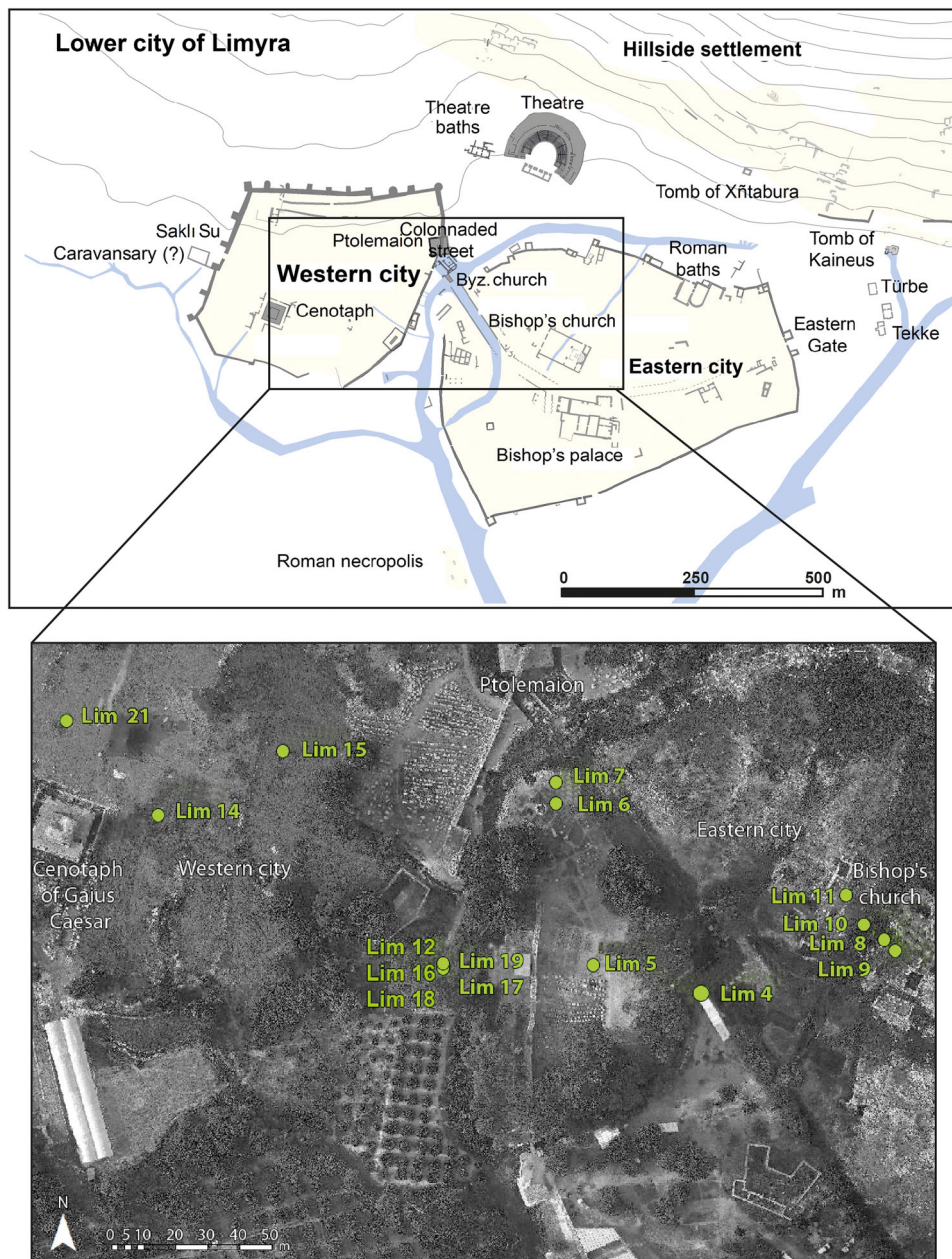 Lower city of Limyra
Hillside settlement
Theatre
baths
Theatre
Tomb of Xñtabura
Saklı Su
Caravansary (?)
Ptolemaion
Colonnaded
street
Roman
baths
Tomb of
Kaineus
Western city
Byz. church
Türbe
Cenotaph
Bishop's church
Eastern
Gate
Tekke
Eastern city
Bishop's palace
Roman necropolis
0
250
500
m
Ptolemaion
Lim 21
Lim 15
Lim 7
Lim 6
Lim 14
Eastern city
Cenotaph
of Gaius
Caesar
Western city
Bishop's
church
Lim 11
Lim 10
Lim 8
Lim 9
Lim 12
Lim 16
Lim 18
Lim 19
Lim 17
Lim 5
Lim 4
N
0 5 10 20 30 40 50
m